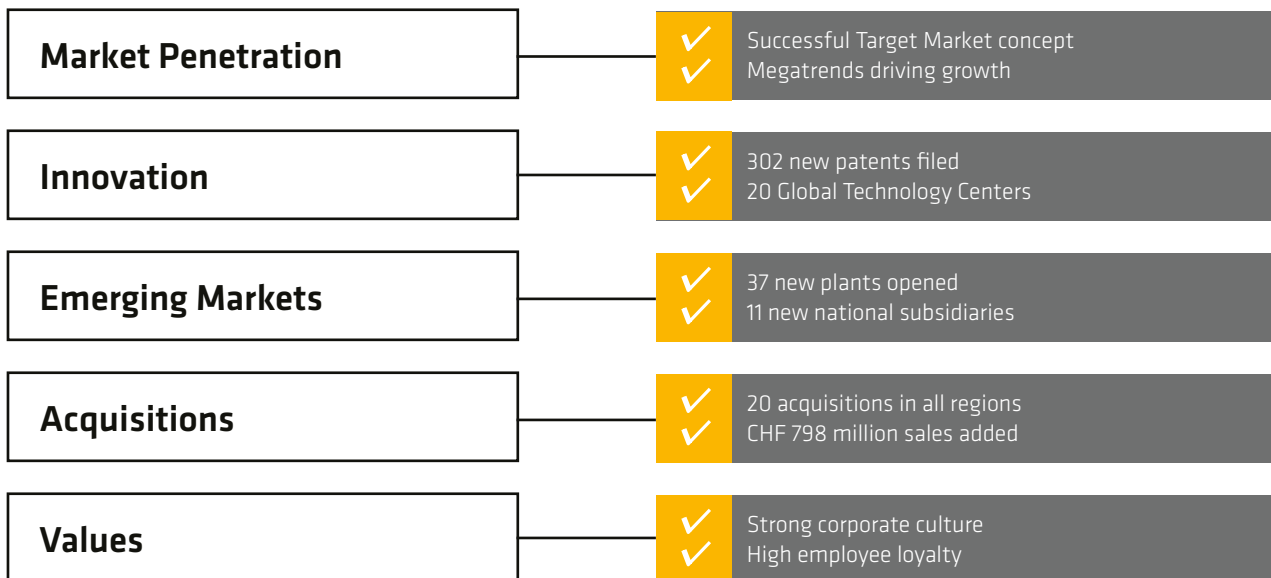 Market Penetration
Successful Target Market concept
Megatrends driving growth
Innovation
302 new patents filed
20 Global Technology Centers
Emerging Markets
37 new plants opened
11 new national subsidiaries
Acquisitions
20 acquisitions in all regions
CHF 798 million sales added
Values
Strong corporate culture
High employee loyalty